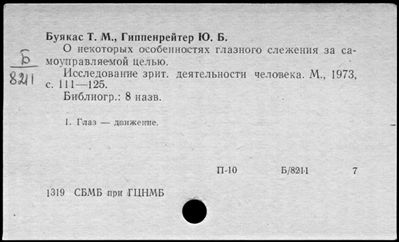 Буякас Т. М., Гиппенрейтер Ю. Б.
О некоторых особенностях глазного слежения за са-
моуправляемой целью.
Исследование зрит. деятельности человека. М., 1973,
с. 111—125.
Библиогр.: 8 назв.
Б
8211
1. Глаз — движение.
П-10 Б/8211 7
1319 СБМБ при ГЦНМБ